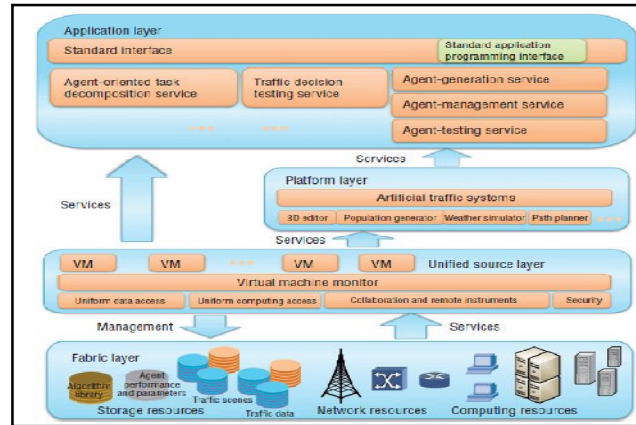 Application layer
Standard interface
Standard application
programming interface
Agent-oriented task
decomposition service
Traffic decision
testing service
Agent-generation service
Agent-management service
Agent-testing service
Services
Services
Platform layer
Artificial traffic systems
3D editor
Population generator
Weather simulator
Path planner
Services
VM
VM
VM
VM
Unified source layer
Virtual machine monitor
Uniform data access
Uniform computing access
Collaboration and remote instruments
Security
Management
Services
Fabric layer
Algorithm
library
Agent
performance
and parameters
Traffic scenes
Traffic data
Storage resources
Network resources
Computing resources